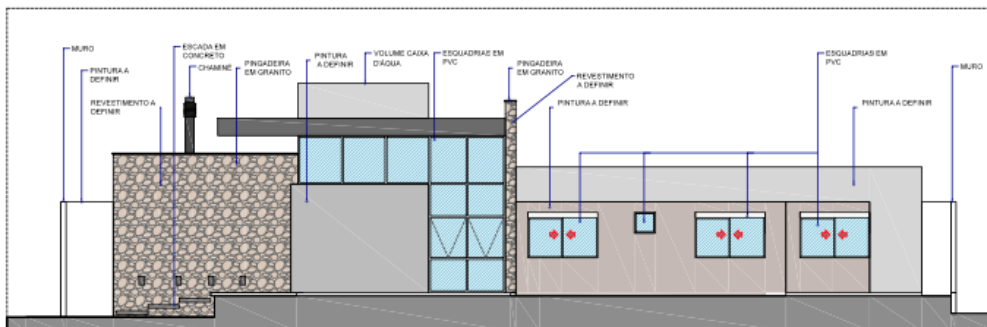 MURO
PINTURA A
DEFINIR
REVESTIMENTO A
DEFINIR
ESCADA EM
CONCRETO
CHAMINÉ
PINGADEIRA
EM GRANITO
PINTURA
A DEFINIR
VOLUME CAIXA
D'ÁGUA
ESQUADRIAS EM
PVC
PINGADEIRA
EM GRANITO
REVESTIMENTO
A DEFINIR
PINTURA A DEFINIR
ESQUADRIAS EM
PVC
PINTURA A DEFINIR
MURO